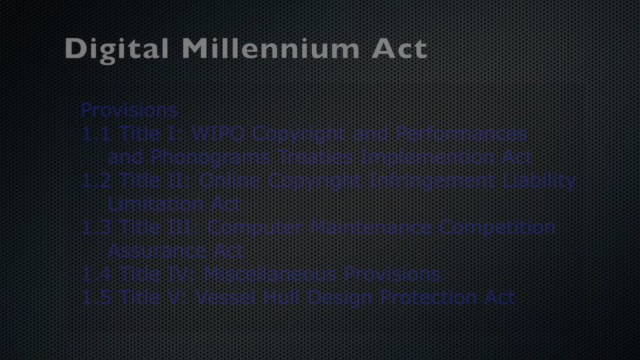 Digital Millennium Act
Provisions
1.1 Title I: WIPO Copyright and Performances
and Phonograms Treaties Implemention Act
1.2 Title II: Online Copyright Infringement Liability
Limitation Act
1.3 Title III: Computer Maintenance Competition
Assurance Act
1.4 Title IV: Miscellaneous Provisions
1.5 Title V: Vessel Hull Design Protection Act